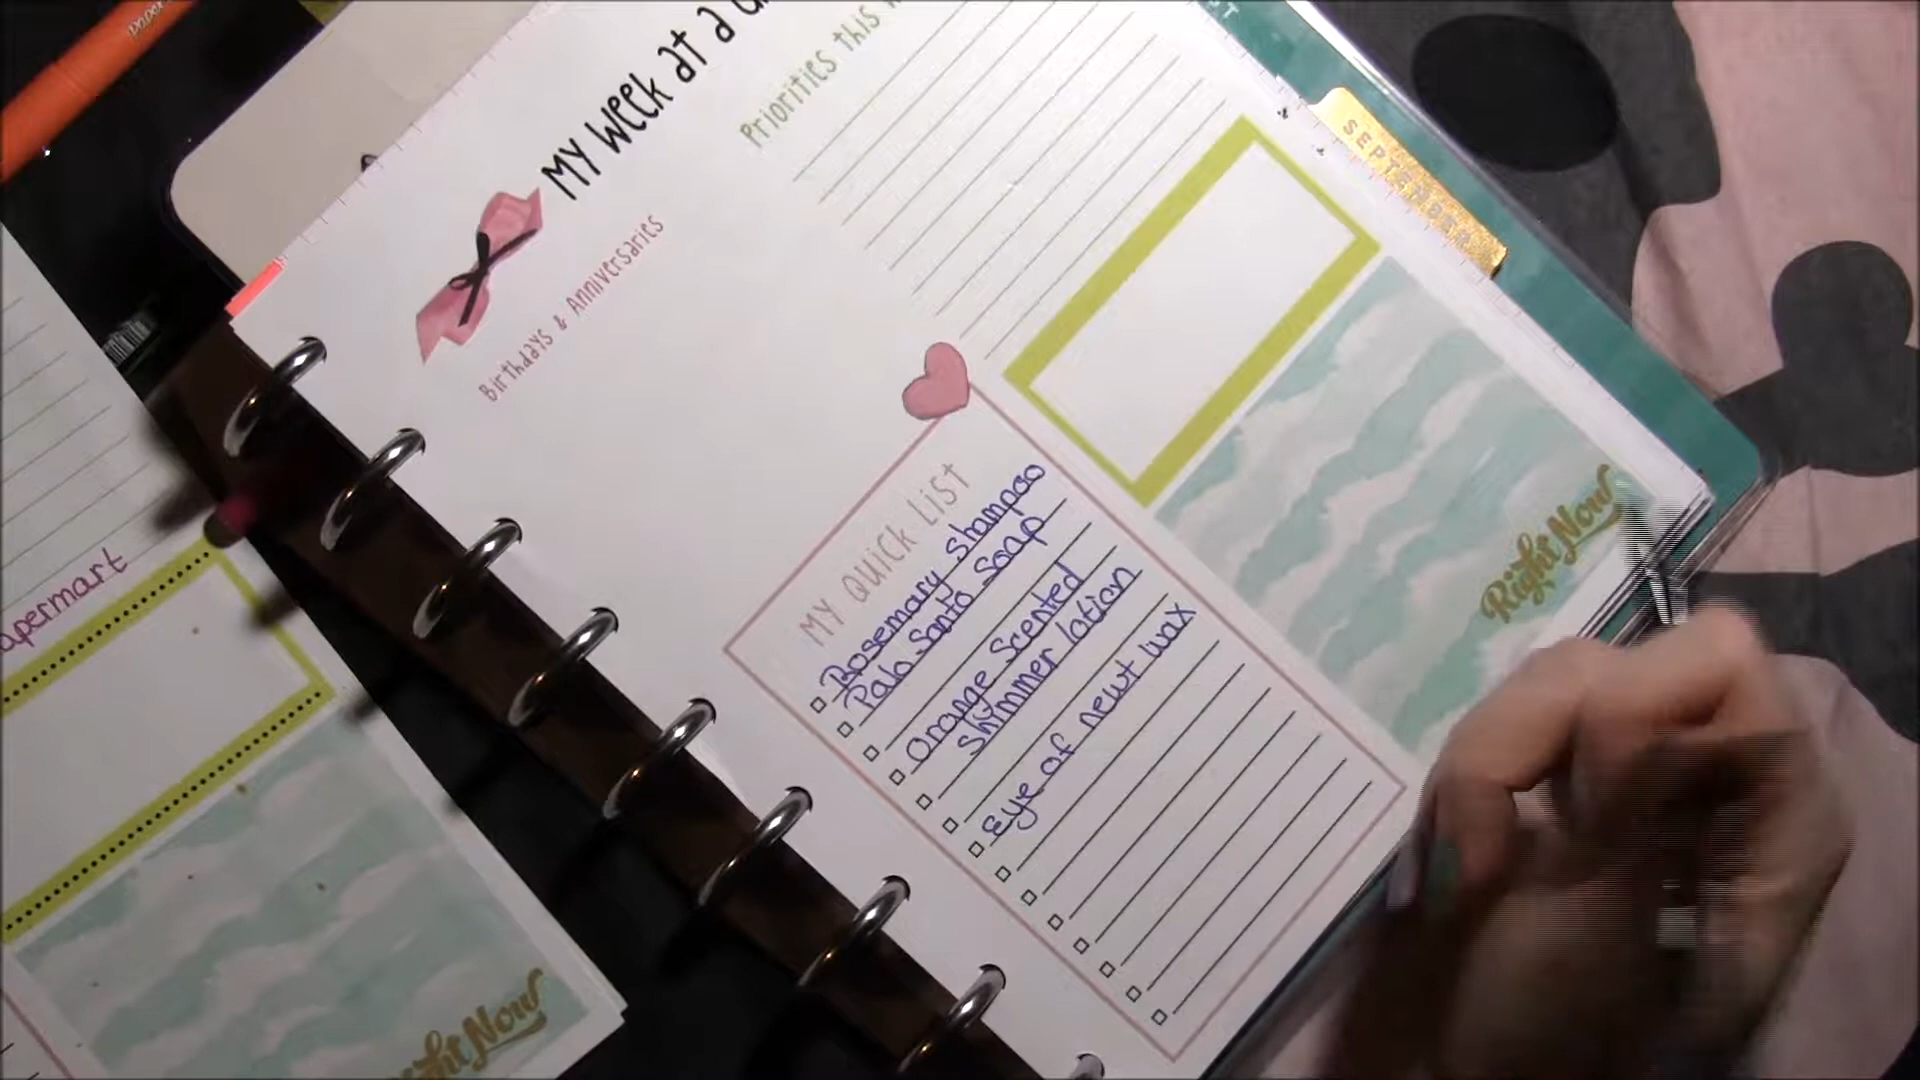 My Week at a
Priorities this
SEPTEMBER
Birthdays & Anniversaries
My Quick List
Rosemary shampoo
Palo Santo Soap
Orange Scented
Shimmer lotion
Eye of newt wax
Right Now
apermart
Right Now